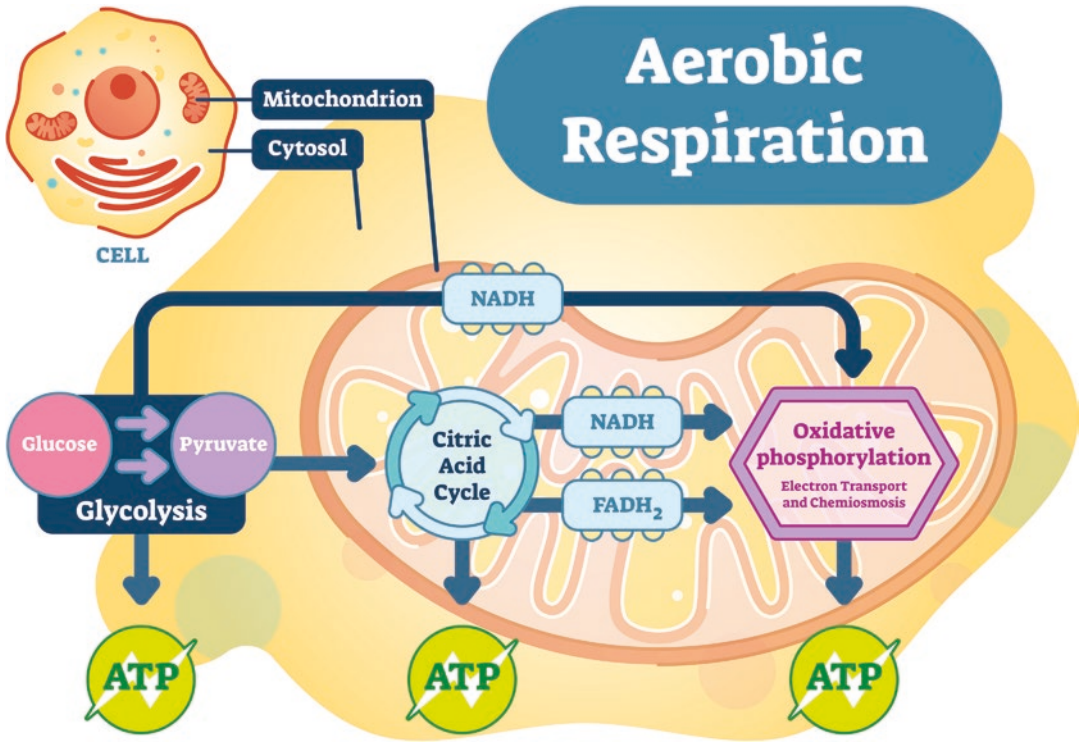 Aerobic
Respiration
Mitochondrion
Cytosol
CELL
NADH
Glucose
Pyruvate
Glycolysis
Citric
Acid
Cycle
NADH
FADH₂
Oxidative
phosphorylation
Electron Transport
and Chemiosmosis
ATP
ATP
ATP